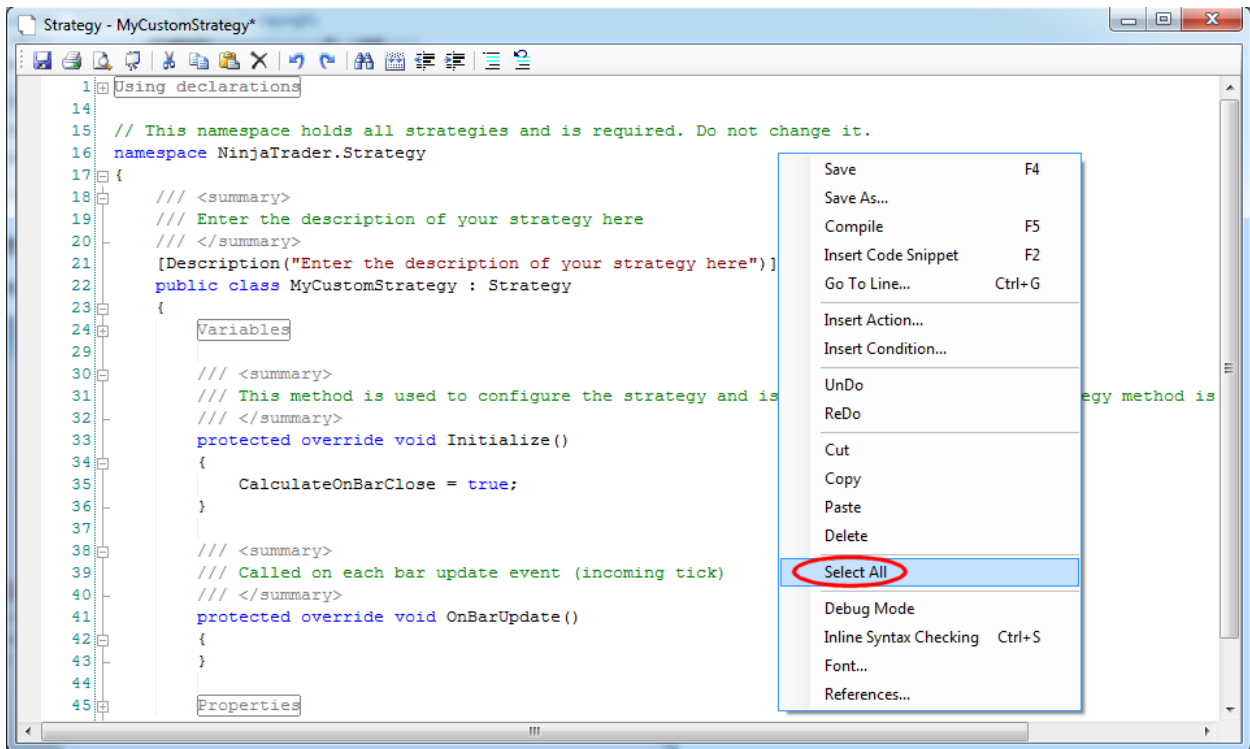 Strategy - MyCustomStrategy*
1 Using declarations
14
15 // This namespace holds all strategies and is required. Do not change it.
16 namespace NinjaTrader.Strategy
17 {
18 /// <summary>
19 /// Enter the description of your strategy here
20 /// </summary>
21 [Description("Enter the description of your strategy here")]
22 public class MyCustomStrategy : Strategy
23 {
24 Variables
29
30 /// <summary>
31 /// This method is used to configure the strategy and is egy method is
32 /// </summary>
33 protected override void Initialize()
34 {
35 CalculateOnBarClose = true;
36 }
37
38 /// <summary>
39 /// Called on each bar update event (incoming tick)
40 /// </summary>
41 protected override void OnBarUpdate()
42 {
43 }
44
45 Properties
Save F4
Save As...
Compile F5
Insert Code Snippet F2
Go To Line... Ctrl+G
Insert Action...
Insert Condition...
UnDo
ReDo
Cut
Copy
Paste
Delete
Select All
Debug Mode
Inline Syntax Checking Ctrl+S
Font...
References...